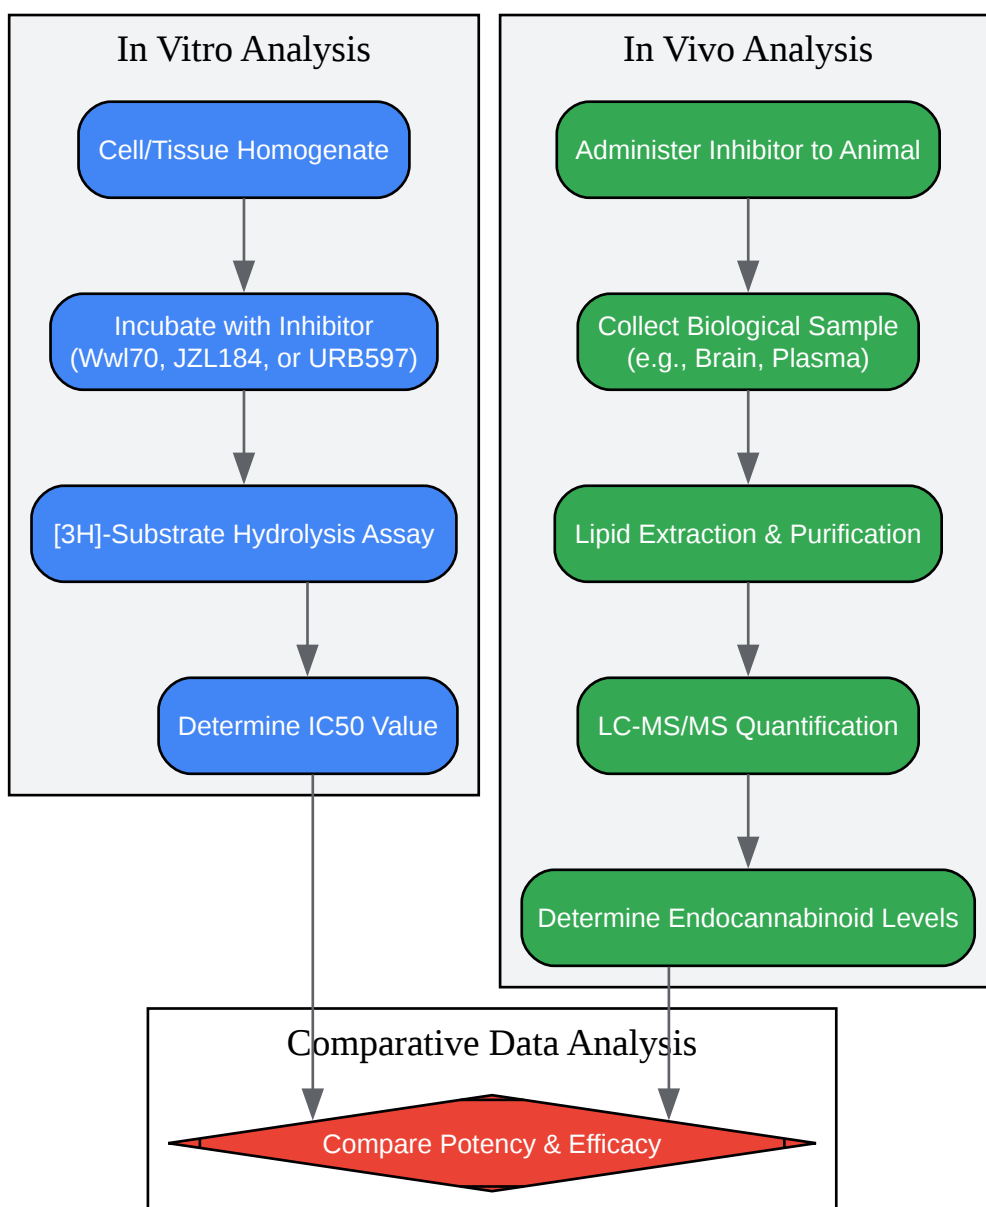 In Vitro Analysis
Cell/Tissue Homogenate
Incubate with Inhibitor
(Wwl70, JZL184, or URB597)
[3H]-Substrate Hydrolysis Assay
Determine IC50 Value
In Vivo Analysis
Administer Inhibitor to Animal
Collect Biological Sample
(e.g., Brain, Plasma)
Lipid Extraction & Purification
LC-MS/MS Quantification
Determine Endocannabinoid Levels
Comparative Data Analysis
Compare Potency & Efficacy